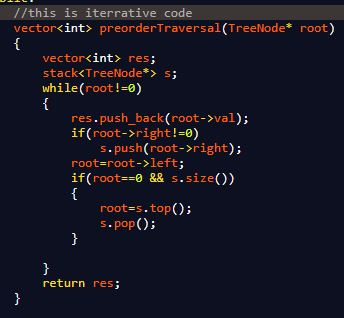 //this is iterrative code
vector<int> preorderTraversal(TreeNode* root)
{
    vector<int> res;
    stack<TreeNode*> s;
    while(root!=0)
    {
        res.push_back(root->val);
        if(root->right!=0)
            s.push(root->right);
        root=root->left;
        if(root==0 && s.size())
        {
            root=s.top();
            s.pop();
        }
    }
    return res;
}